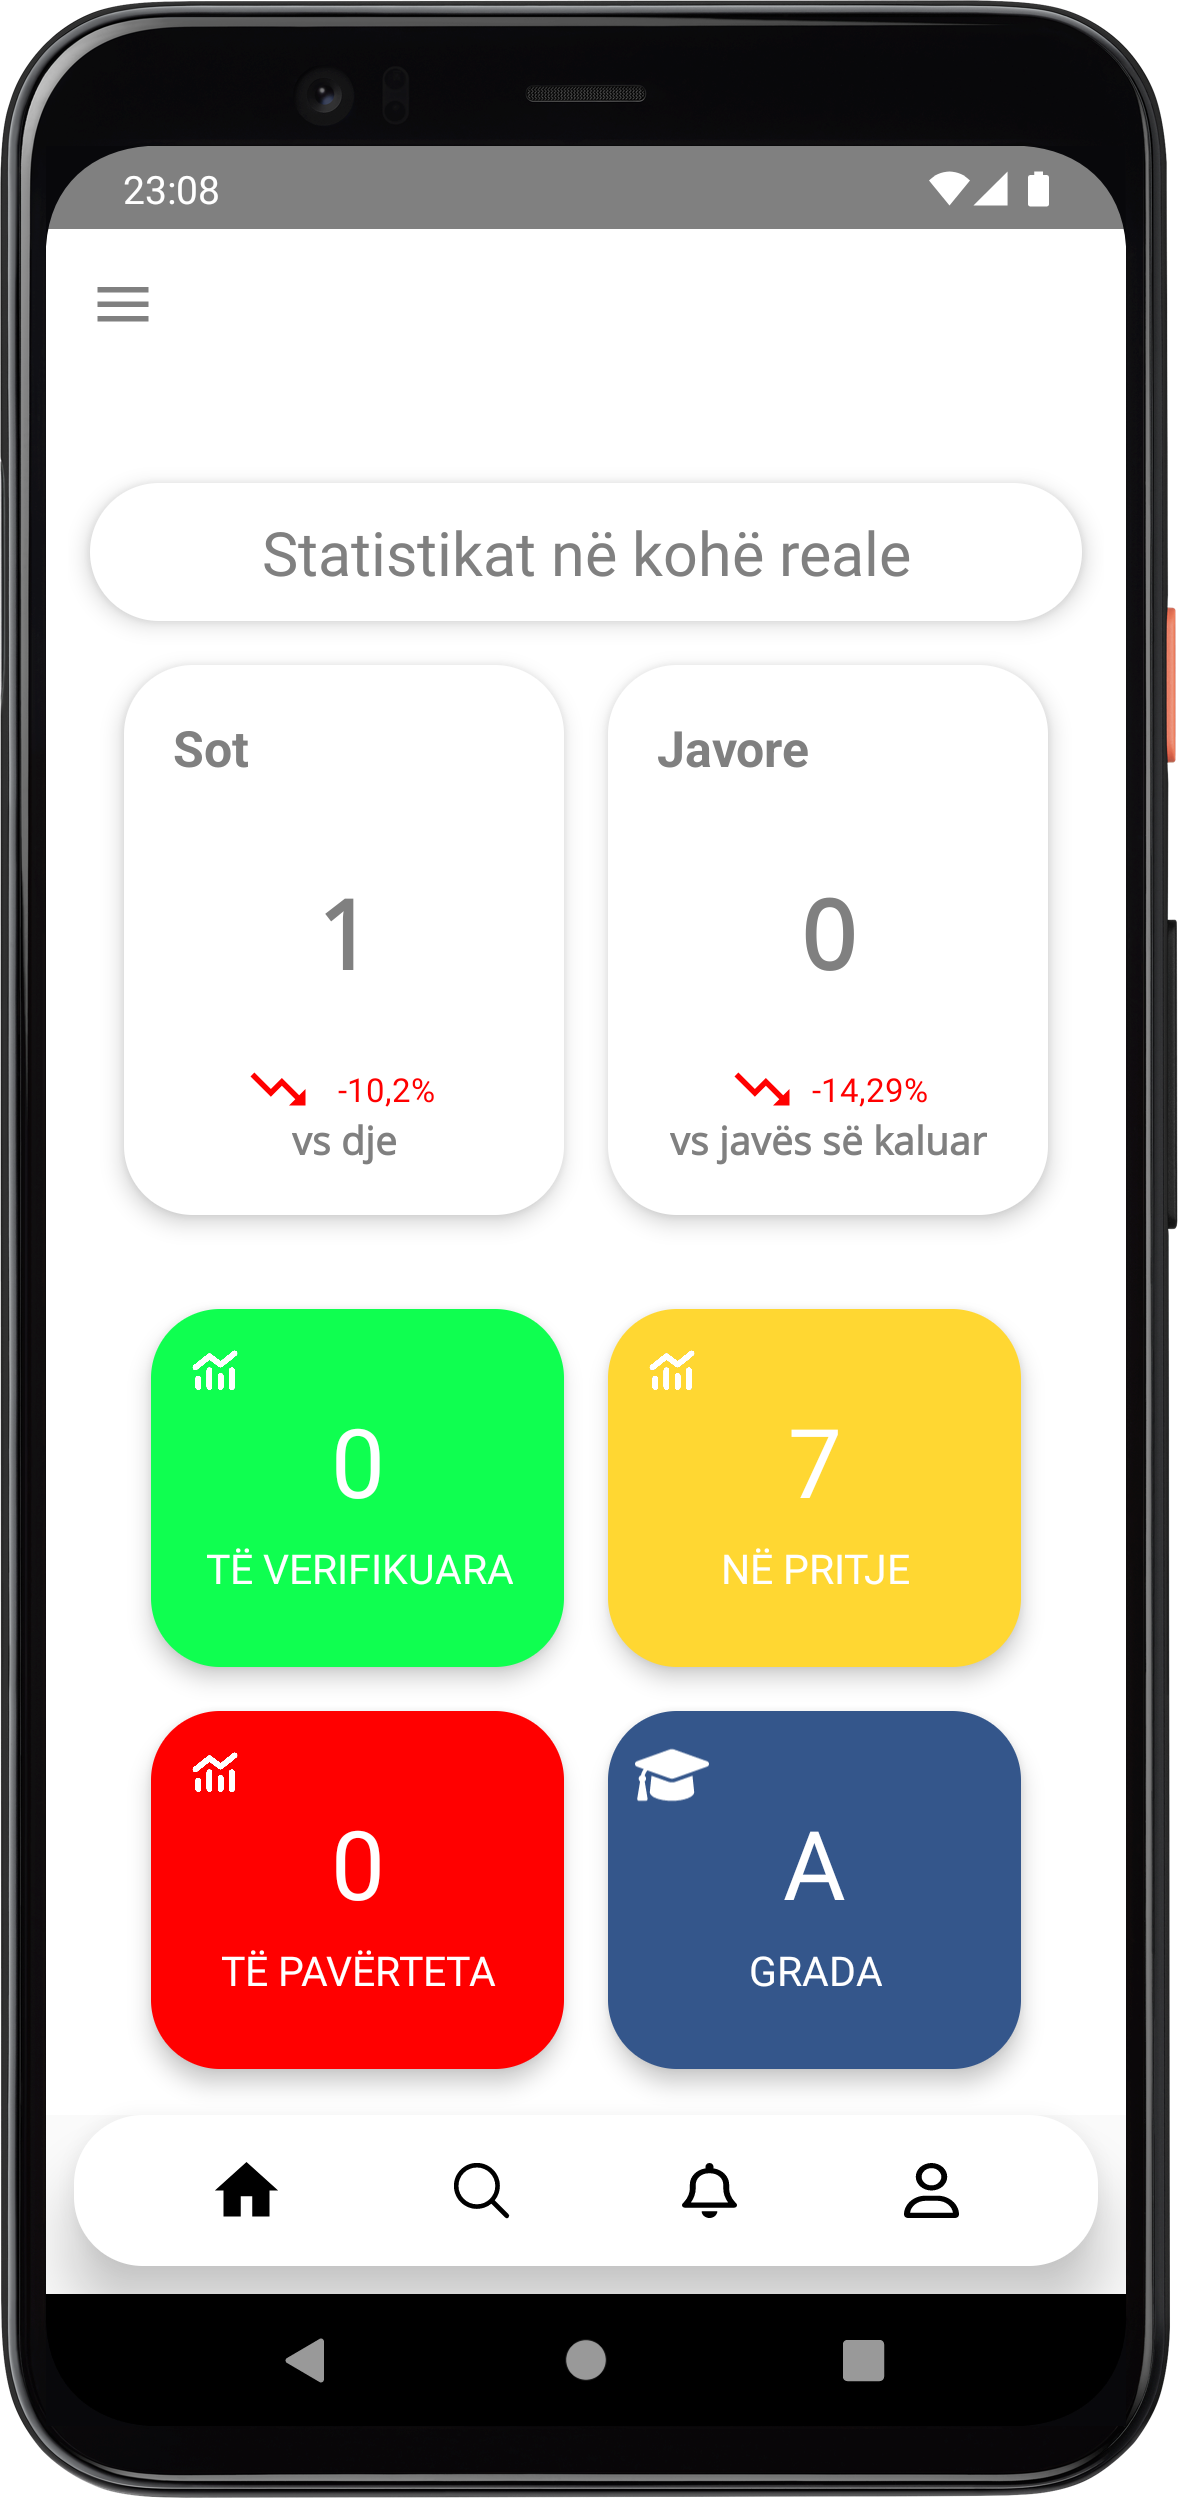 23:08
Statistikat në kohë reale
Sot
Javore
1
0
-10,2%
-14,29%
vs dje
vs javës së kaluar
0
7
TË VERIFIKUARA
NË PRITJE
0
A
TË PAVËRTETA
GRADA